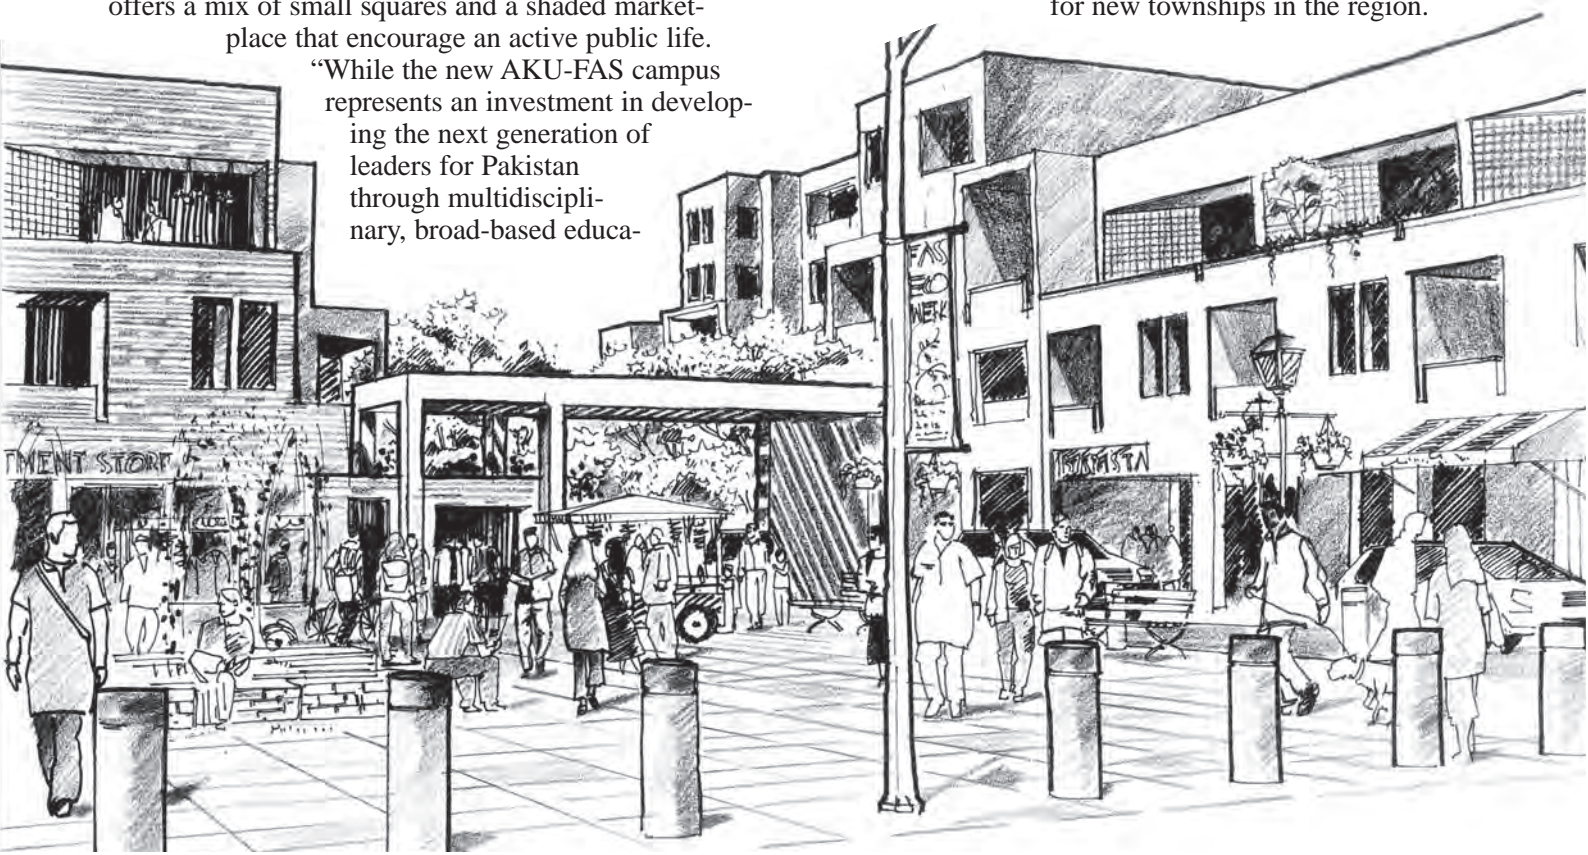 offers a mix of small squares and a shaded market-
place that encourage an active public life.
“While the new AKU-FAS campus
represents an investment in develop-
ing the next generation of
leaders for Pakistan
through multidiscipli-
nary, broad-based educa-
for new townships in the region.
FAS
WEEK
TMENT STORE